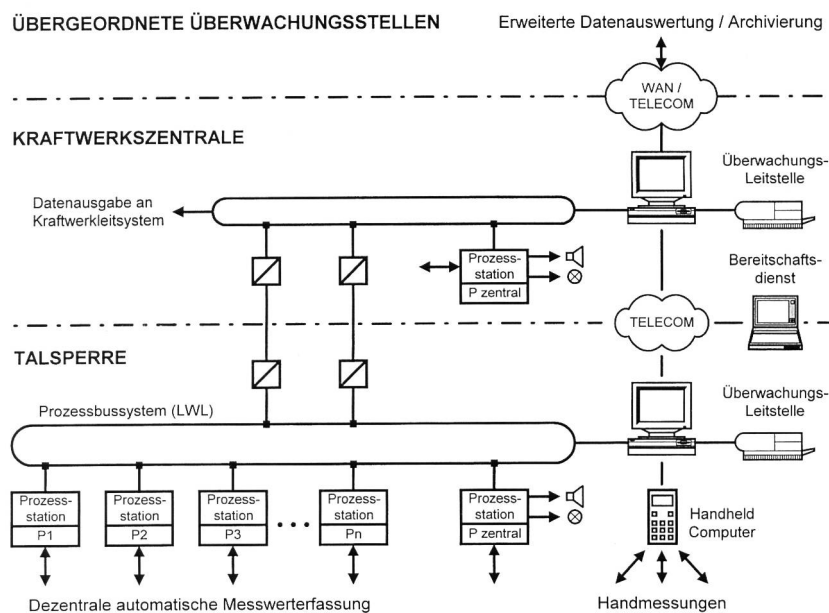 ÜBERGEORDNETE ÜBERWACHUNGSSTELLEN
Erweiterte Datenauswertung / Archivierung
WAN /
TELECOM
KRAFTWERKSZENTRALE
Überwachungs-
Leitstelle
Datenausgabe an
Kraftwerkleitsystem
Prozess-
station
P zentral
Bereitschafts-
dienst
TELECOM
TALSPERRE
Prozessbussystem (LWL)
Überwachungs-
Leitstelle
Prozess-
station
P1
Prozess-
station
P2
Prozess-
station
P3
Prozess-
station
Pn
Prozess-
station
P zentral
Handheld
Computer
Dezentrale automatische Messwerterfassung
Handmessungen